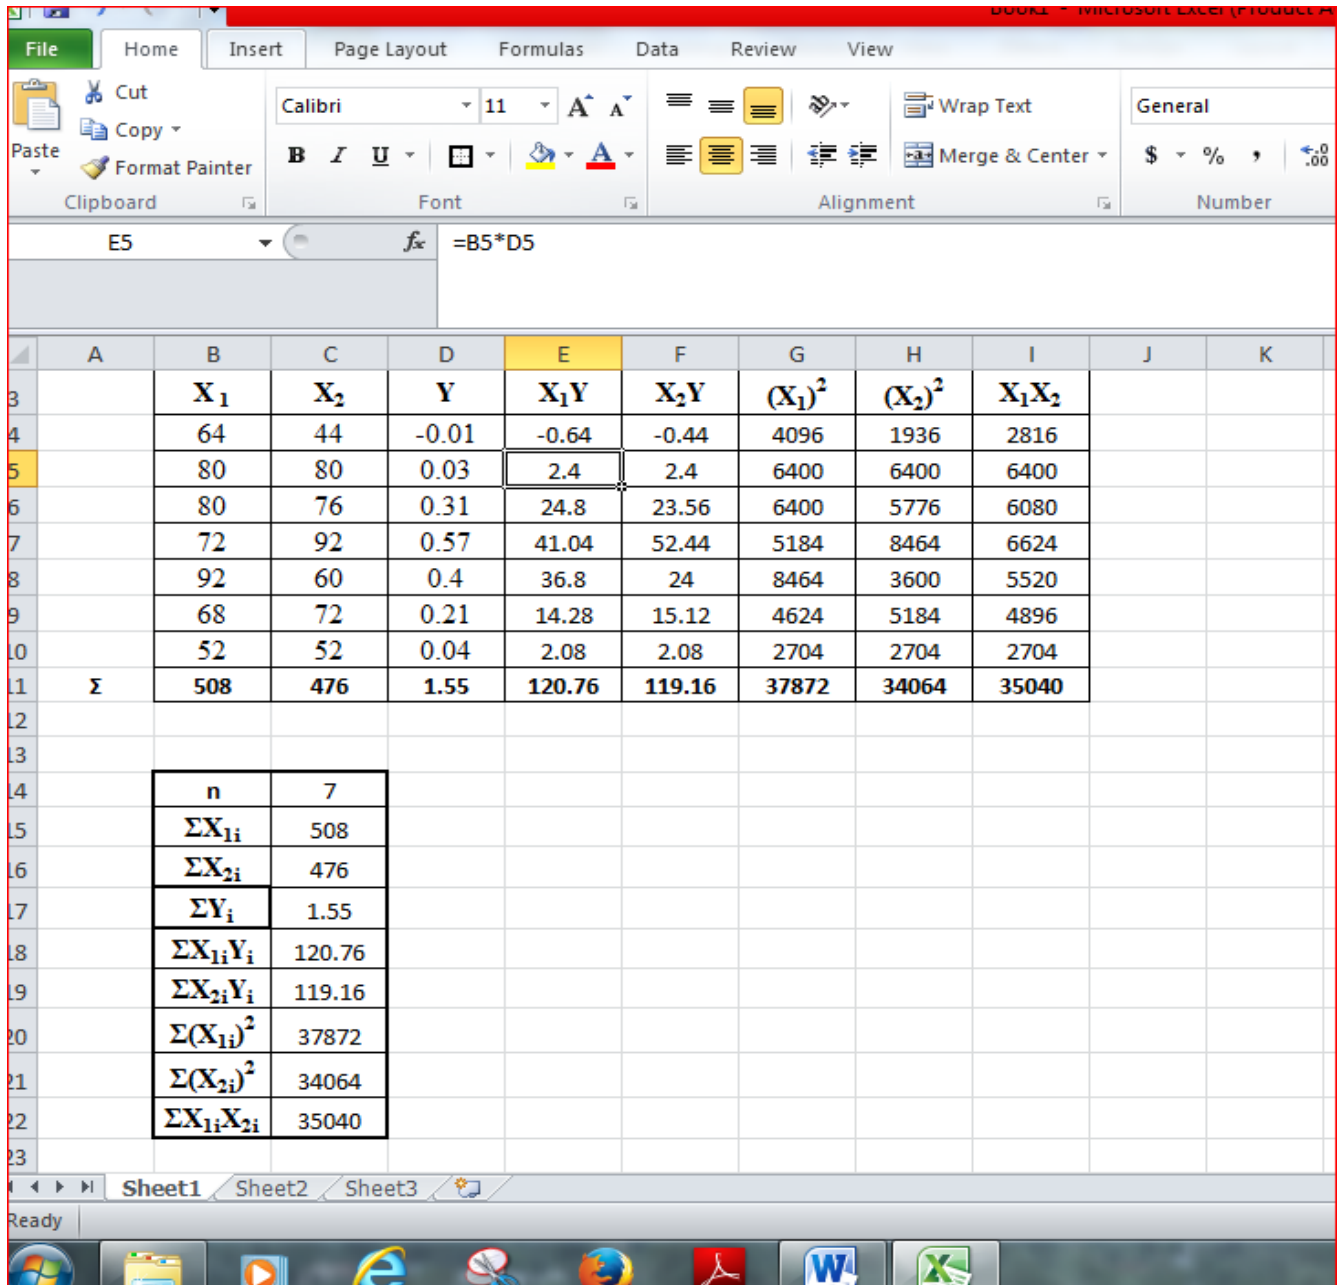 Book1 - Microsoft Excel (Product A
File Home Insert Page Layout Formulas Data Review View
Cut
Calibri 11 A A Wrap Text General
Copy
Paste B I U A Merge & Center $ % , .00
Format Painter
Clipboard Font Alignment Number
E5 fx =B5*D5
A B C D E F G H I J K
3 X₁ X₂ Y X₁Y X₂Y (X₁)² (X₂)² X₁X₂
4 64 44 -0.01 -0.64 -0.44 4096 1936 2816
5 80 80 0.03 2.4 2.4 6400 6400 6400
6 80 76 0.31 24.8 23.56 6400 5776 6080
7 72 92 0.57 41.04 52.44 5184 8464 6624
8 92 60 0.4 36.8 24 8464 3600 5520
9 68 72 0.21 14.28 15.12 4624 5184 4896
10 52 52 0.04 2.08 2.08 2704 2704 2704
11 Σ 508 476 1.55 120.76 119.16 37872 34064 35040
12
13
14 n 7
15 ΣX₁ᵢ 508
16 ΣX₂ᵢ 476
17 ΣYᵢ 1.55
18 ΣX₁ᵢYᵢ 120.76
19 ΣX₂ᵢYᵢ 119.16
20 Σ(X₁ᵢ)² 37872
21 Σ(X₂ᵢ)² 34064
22 ΣX₁ᵢX₂ᵢ 35040
23
Sheet1 Sheet2 Sheet3
Ready